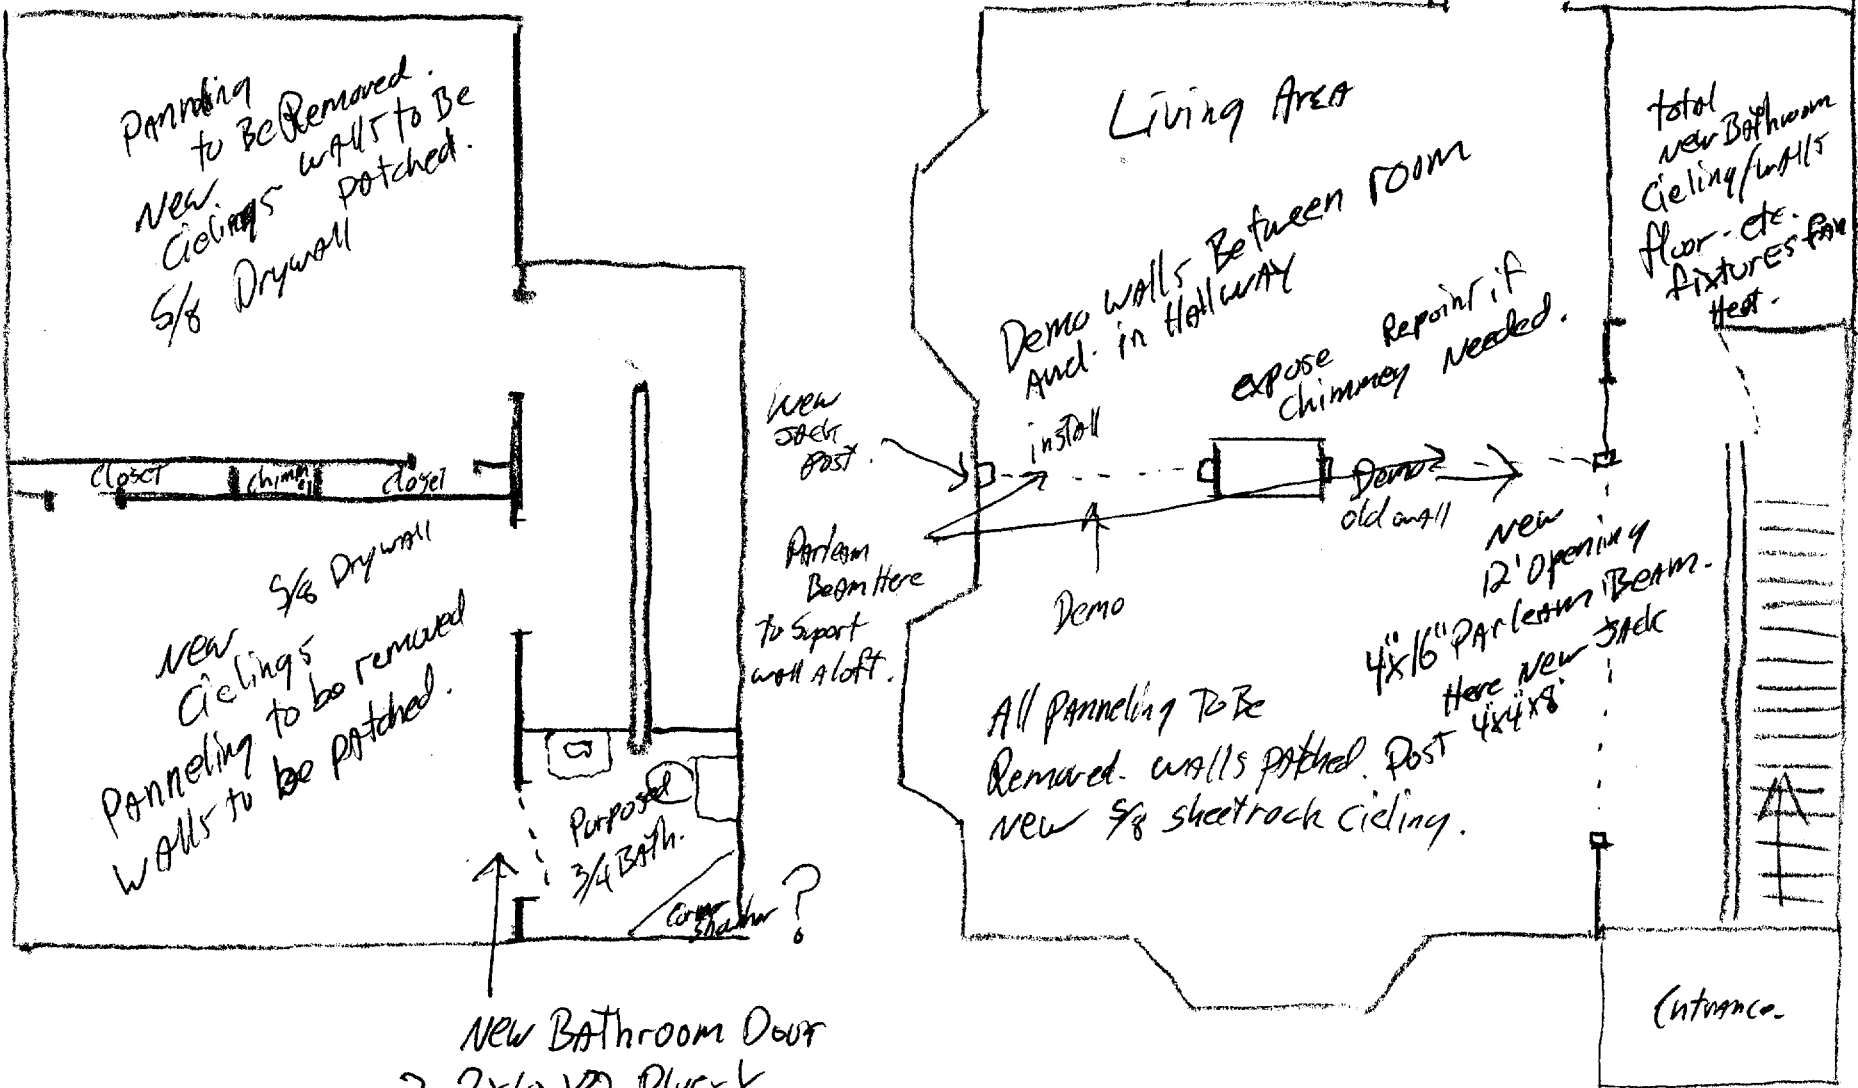 PANNeling
to Be Removed.
walls to Be
patched.
New
Cielings
5/8 Drywall
Closet
Chimney
Closet
5/8 Drywall
New
Cielings
PANNeling to be removed
WAlls to be patched.
Purposed
3/4 BAth.
Corner
Shower
?
New BAthroom Door
Living AreA
Demo WAlls Between room
And in HAllwAy
expose
Chimney
Repoint if
Needed.
install
New
JAck
post.
PArleam
BeAm Here
to Suport
wAll Aloft.
Demo
Demo
old wAll
New
12' Opening
4"x16" PArleam BeAm.
Here New JAck
Post 4"x4"x8'
All PANNeling To Be
Removed. wAlls pAtched.
New 5/8 sheetrock Cieling.
total
new BAthroom
Cieling/wAlls
floor - etc.
fixtures fAn
Heat.
Entrance.